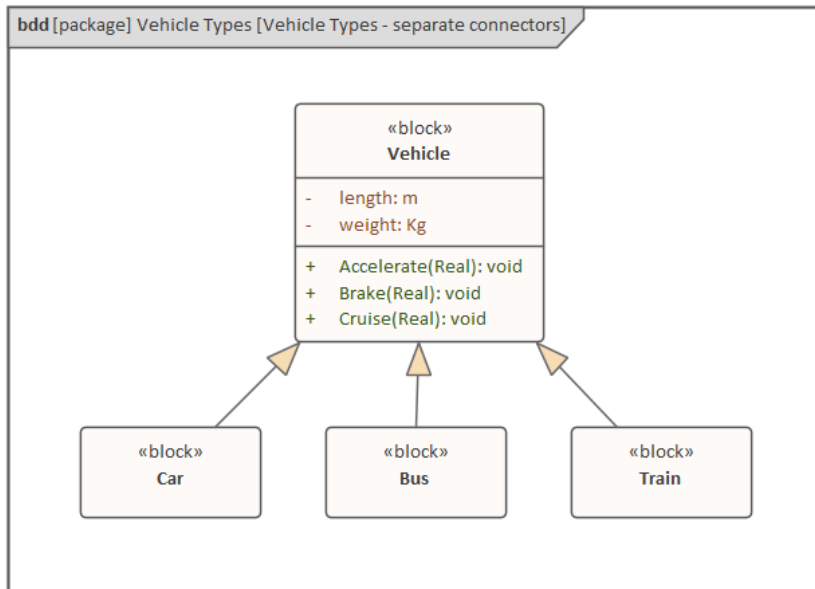 bdd [package] Vehicle Types [Vehicle Types - separate connectors]
«block»
Vehicle
- length: m
- weight: Kg
+ Accelerate(Real): void
+ Brake(Real): void
+ Cruise(Real): void
«block»
Car
«block»
Bus
«block»
Train